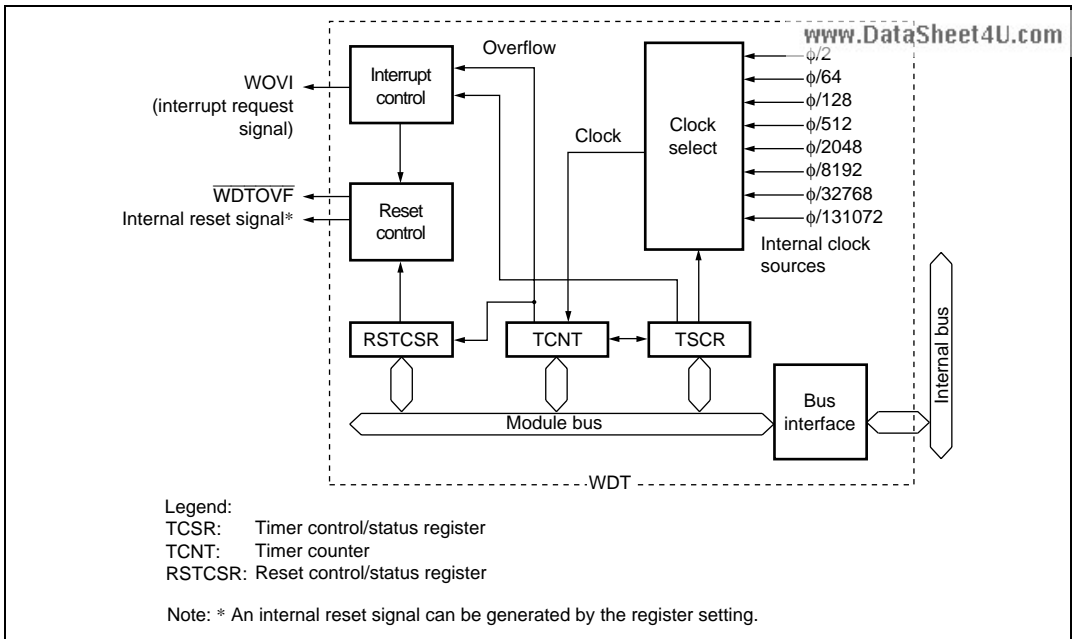 www.DataSheet4U.com
Overflow
Interrupt
control
WOVI
(interrupt request
signal)
WDTOVF
Internal reset signal*
Reset
control
Clock
Clock
select
ϕ/2
ϕ/64
ϕ/128
ϕ/512
ϕ/2048
ϕ/8192
ϕ/32768
ϕ/131072
Internal clock
sources
RSTCSR
TCNT
TSCR
Module bus
Bus
interface
Internal bus
WDT
Legend:
TCSR: Timer control/status register
TCNT: Timer counter
RSTCSR: Reset control/status register
Note: * An internal reset signal can be generated by the register setting.